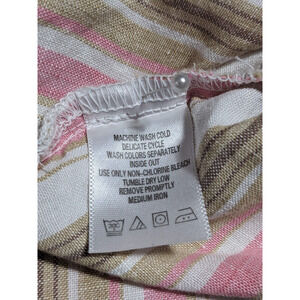 MACHINE WASH COLD
DELICATE CYCLE
WASH COLORS SEPARATELY
INSIDE OUT
USE ONLY NON-CHLORINE BLEACH
TUMBLE DRY LOW
REMOVE PROMPTLY
MEDIUM IRON